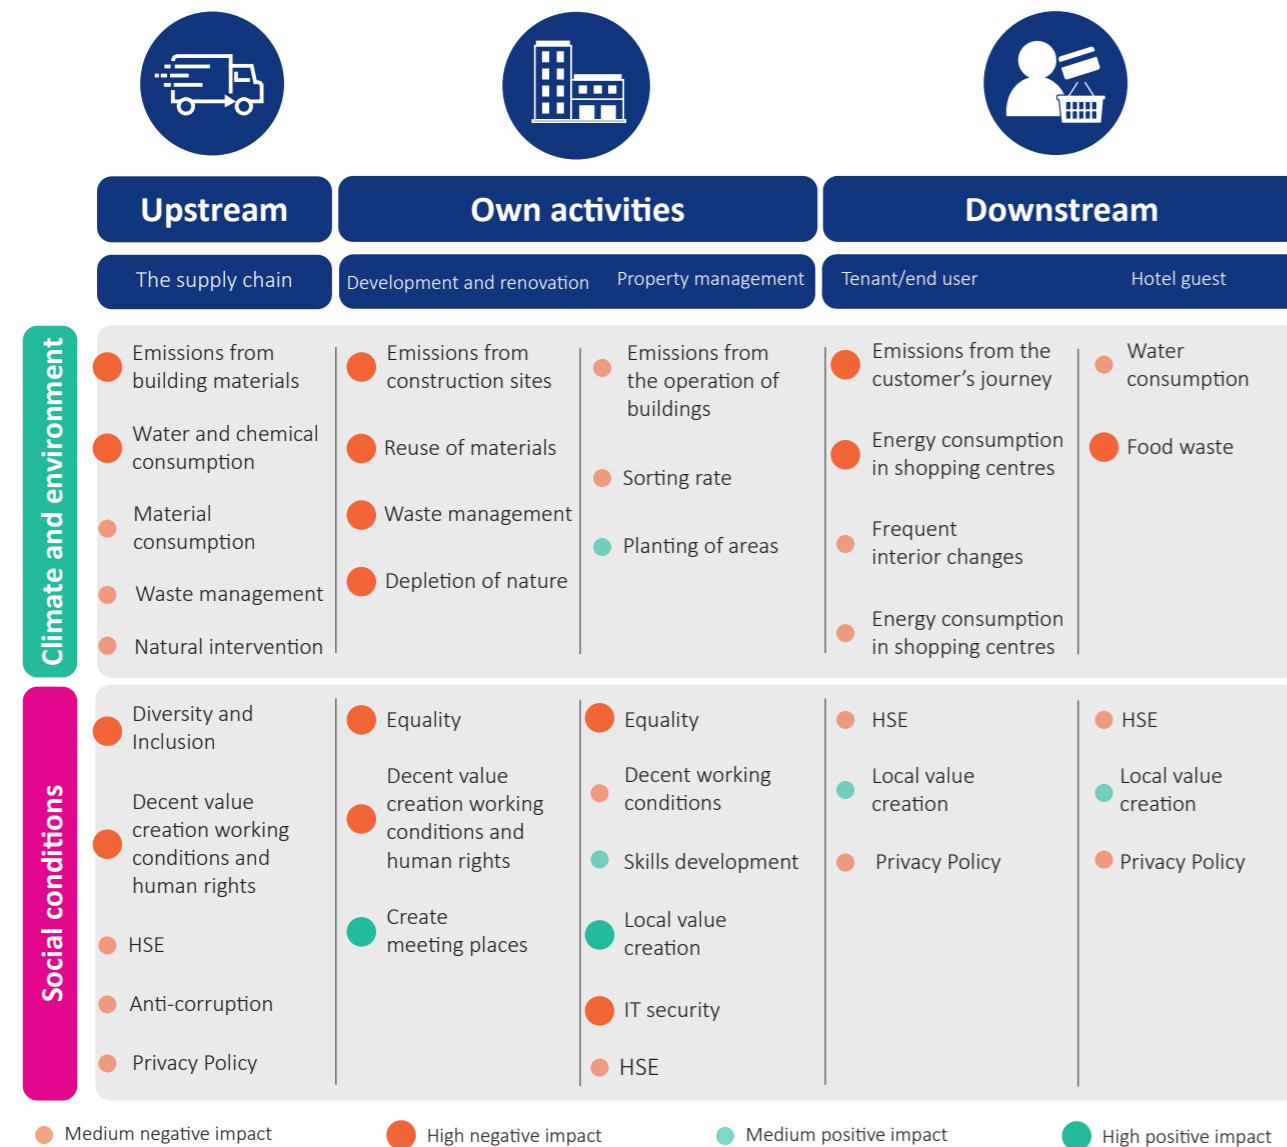 Upstream
Own activities
Downstream
The supply chain
Development and renovation
Property management
Tenant/end user
Hotel guest
Climate and environment
Emissions from
building materials
Water and chemical
consumption
Material
consumption
Waste management
Natural intervention
Emissions from
construction sites
Reuse of materials
Waste management
Depletion of nature
Emissions from
the operation of
buildings
Sorting rate
Planting of areas
Emissions from the
customer’s journey
Energy consumption
in shopping centres
Frequent
interior changes
Energy consumption
in shopping centres
Water
consumption
Food waste
Social conditions
Diversity and
Inclusion
Decent value
creation working
conditions and
human rights
HSE
Anti-corruption
Privacy Policy
Equality
Decent value
creation working
conditions and
human rights
Create
meeting places
Equality
Decent working
conditions
Skills development
Local value
creation
IT security
HSE
HSE
Local value
creation
Privacy Policy
HSE
Local value
creation
Privacy Policy
Medium negative impact
High negative impact
Medium positive impact
High positive impact